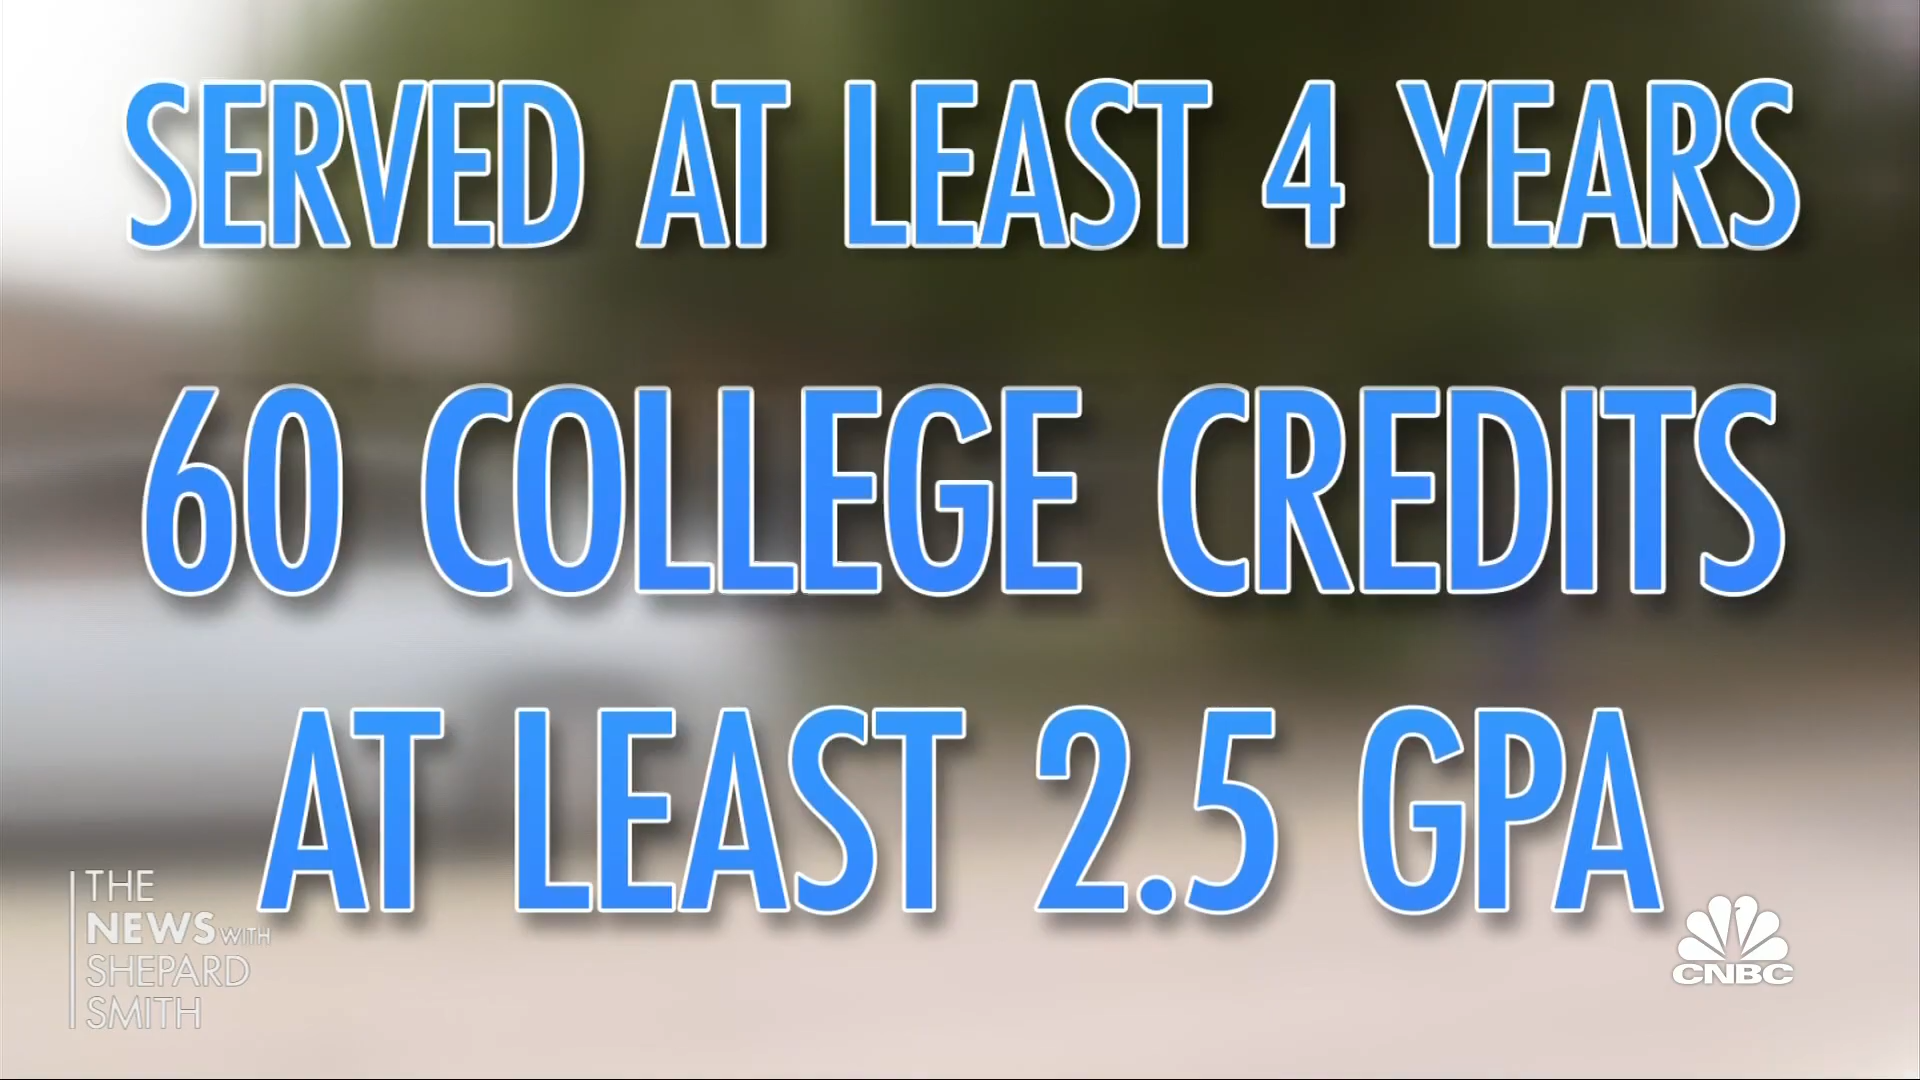 SERVED AT LEAST 4 YEARS
60 COLLEGE CREDITS
AT LEAST 2.5 GPA
THE
NEWS WITH
SHEPARD
SMITH
CNBC